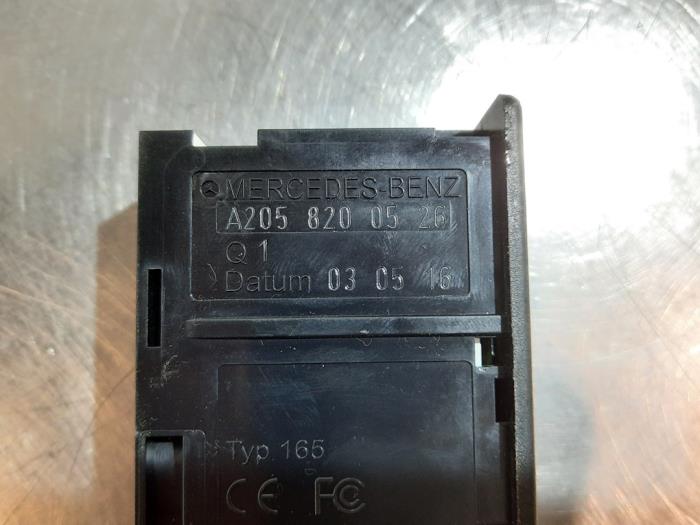 MERCEDES-BENZ
A205 820 05 26
Q 1
Datum 03 05 16
Typ 165
CE FC